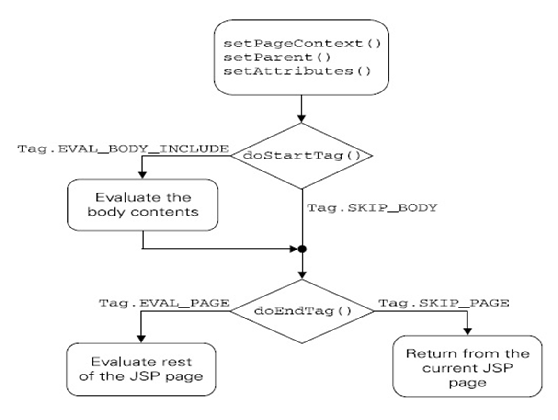 setPageContext()
setParent()
setAttributes()
Tag.EVAL_BODY_INCLUDE
doStartTag()
Evaluate the
body contents
Tag.SKIP_BODY
Tag.EVAL_PAGE
doEndTag()
Tag.SKIP_PAGE
Evaluate rest
of the JSP page
Return from the
current JSP
page